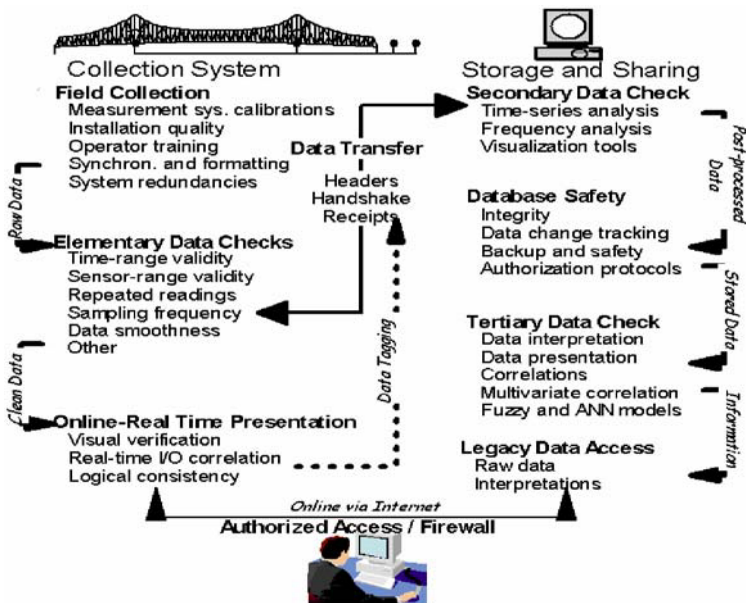 Collection System
Field Collection
Measurement sys. calibrations
Installation quality
Operator training
Synchron. and formatting
System redundancies
Raw Data
Elementary Data Checks
Time-range validity
Sensor-range validity
Repeated readings
Sampling frequency
Data smoothness
Other
Clean Data
Online-Real Time Presentation
Visual verification
Real-time I/O correlation
Logical consistency
Data Transfer
Headers
Handshake
Receipts
Data Tagging
Storage and Sharing
Secondary Data Check
Time-series analysis
Frequency analysis
Visualization tools
Post-processed
Data
Database Safety
Integrity
Data change tracking
Backup and safety
Authorization protocols
Stored Data
Tertiary Data Check
Data interpretation
Data presentation
Correlations
Multivariate correlation
Fuzzy and ANN models
Information
Legacy Data Access
Raw data
Interpretations
Online via Internet
Authorized Access / Firewall